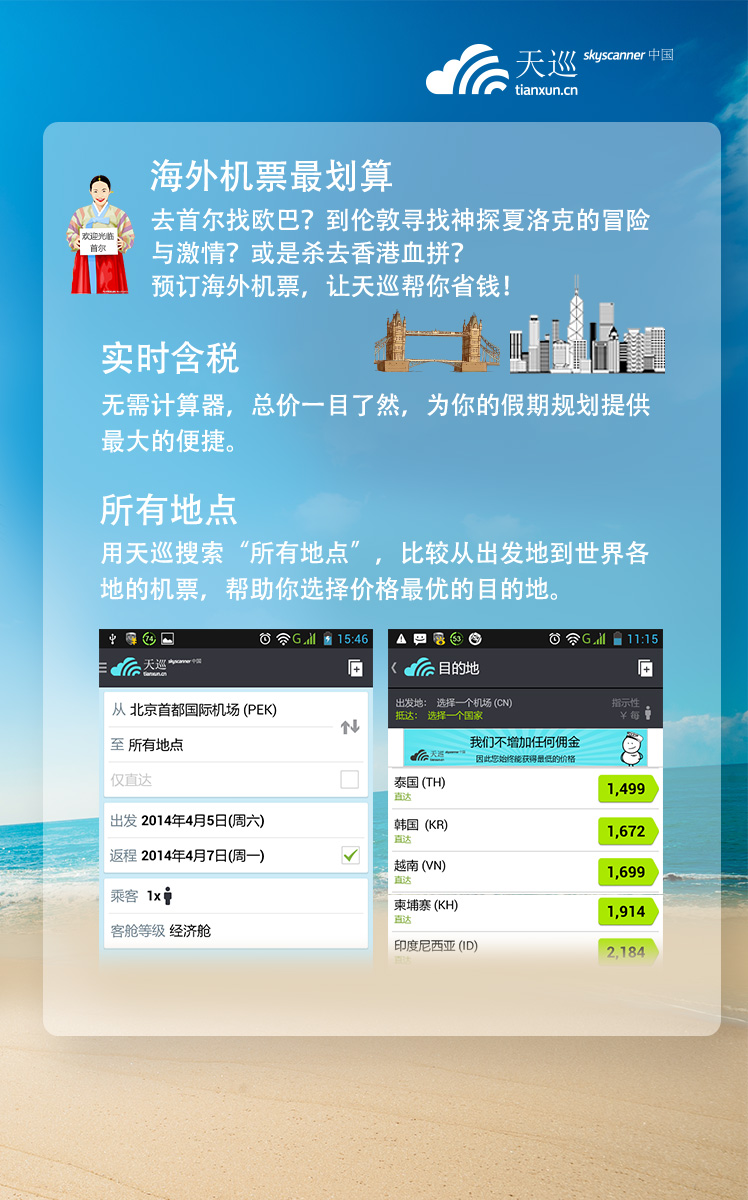 天巡 skyscanner 中国
tianxun.cn
海外机票最划算
去首尔找欧巴？到伦敦寻找神探夏洛克的冒险
与激情？或是杀去香港血拼？
预订海外机票，让天巡帮你省钱！
欢迎光临
首尔
实时含税
无需计算器，总价一目了然，为你的假期规划提供
最大的便捷。
所有地点
用天巡搜索“所有地点”，比较从出发地到世界各
地的机票，帮助你选择价格最优的目的地。
74 G 15:46
天巡 skyscanner 中国
tianxun.cn
从 北京首都国际机场 (PEK)
至 所有地点
仅直达
出发 2014年4月5日(周六)
返程 2014年4月7日(周一)
乘客 1x
客舱等级 经济舱
53 G 11:15
目的地
出发地： 选择一个机场 (CN) 指示性
抵达： 选择一个国家 ￥ 每
我们不增加任何佣金
天巡
因此您始终能获得最低的价格
泰国 (TH) 1,499
直达
韩国 (KR) 1,672
直达
越南 (VN) 1,699
直达
柬埔寨 (KH) 1,914
直达
印度尼西亚 (ID) 2,184
直达